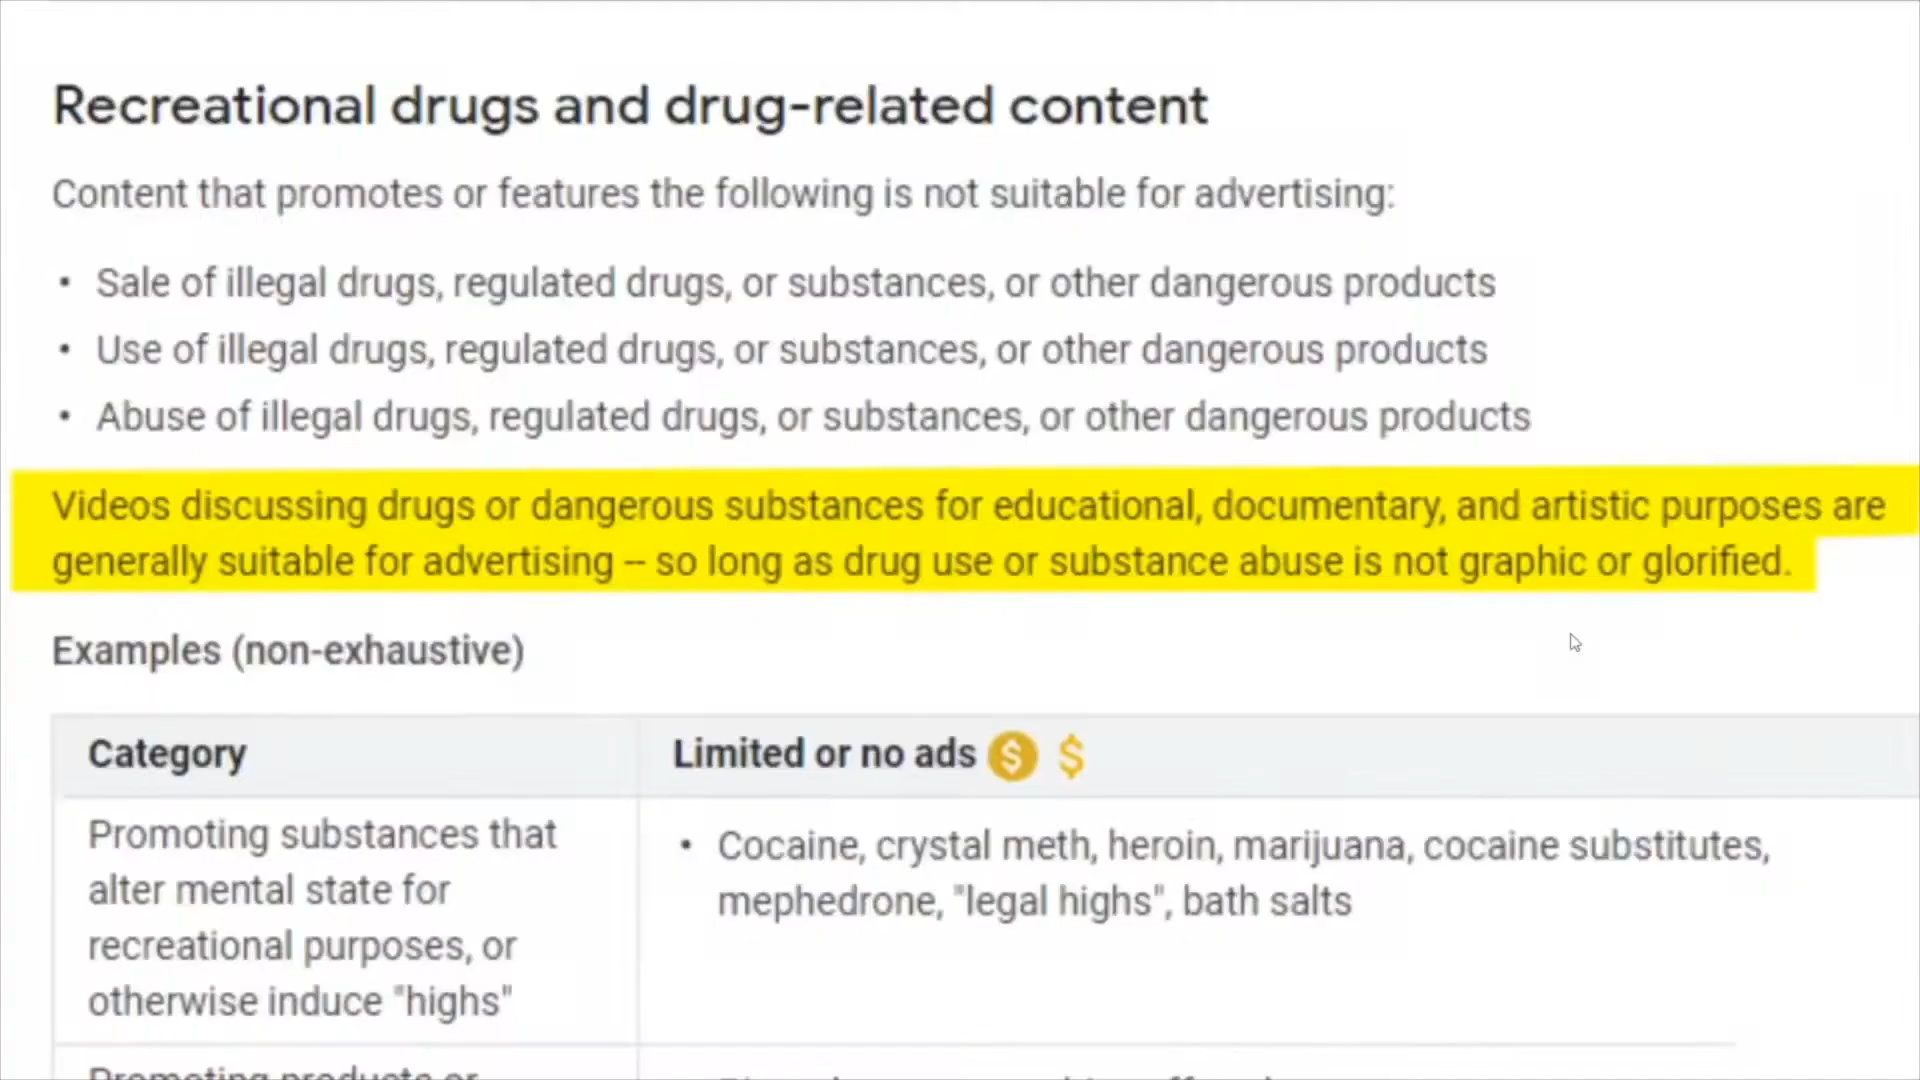 Recreational drugs and drug-related content
Content that promotes or features the following is not suitable for advertising:
• Sale of illegal drugs, regulated drugs, or substances, or other dangerous products
• Use of illegal drugs, regulated drugs, or substances, or other dangerous products
• Abuse of illegal drugs, regulated drugs, or substances, or other dangerous products
Videos discussing drugs or dangerous substances for educational, documentary, and artistic purposes are
generally suitable for advertising – so long as drug use or substance abuse is not graphic or glorified.
Examples (non-exhaustive)
Category
Limited or no ads $ $
Promoting substances that
alter mental state for
recreational purposes, or
otherwise induce "highs"
• Cocaine, crystal meth, heroin, marijuana, cocaine substitutes,
mephedrone, "legal highs", bath salts
Promoting products or